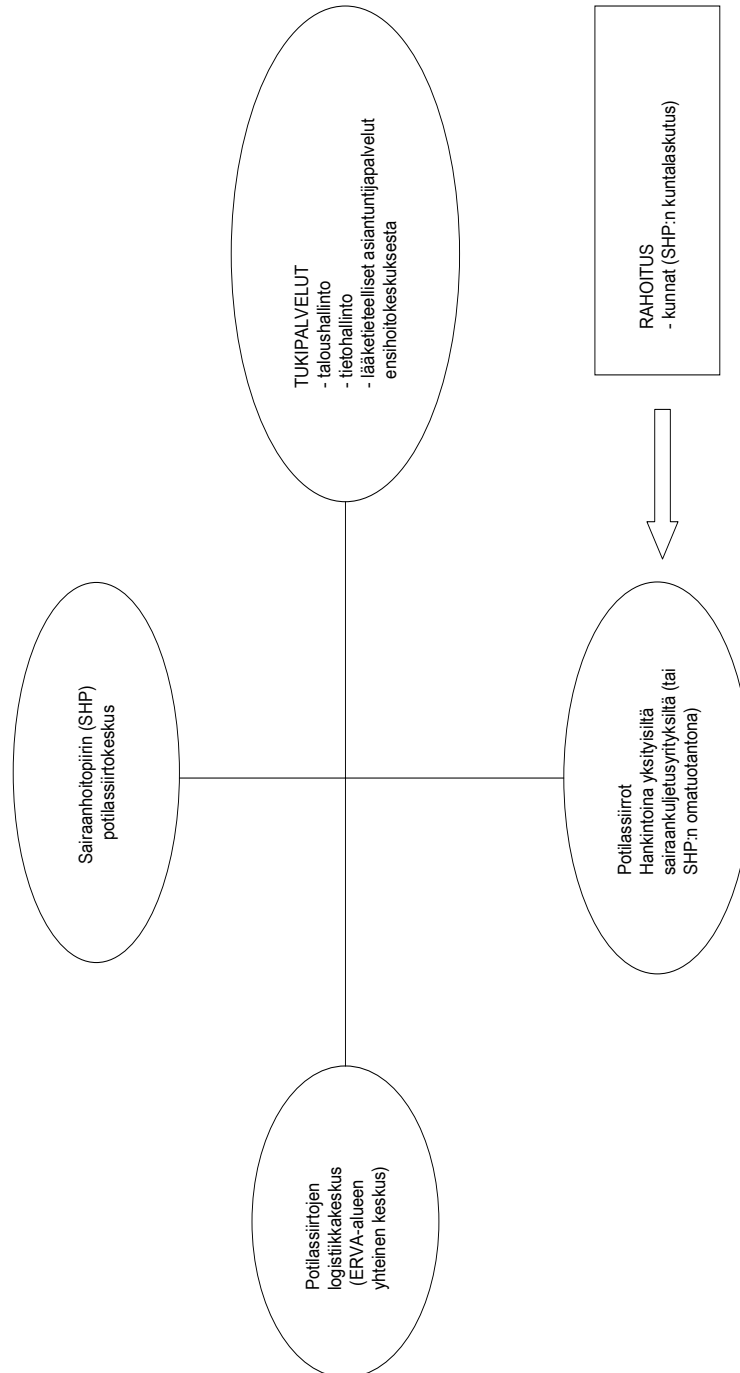 Sairaanhoitopiirin (SHP)
potilassiirtokeskus
Potilassiirtojen
logistiikkakeskus
(ERVA-alueen
yhteinen keskus)
TUKIPALVELUT
- taloushallinto
- tietohallinto
- lääketieteelliset asiantuntijapalvelut
ensihoitokeskuksesta
Potilassiirrot
Hankintoina yksityisiltä
sairaankuljetusyrityksiltä (tai
SHP:n omatuotantona)
RAHOITUS
- kunnat (SHP:n kuntalaskutus)